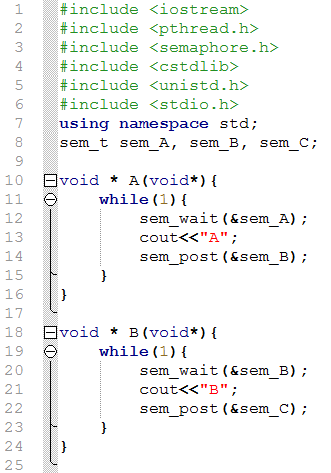 1 #include <iostream>
2 #include <pthread.h>
3 #include <semaphore.h>
4 #include <cstdlib>
5 #include <unistd.h>
6 #include <stdio.h>
7 using namespace std;
8 sem_t sem_A, sem_B, sem_C;
9
10 void * A(void*){
11     while(1){
12         sem_wait(&sem_A);
13         cout<<"A";
14         sem_post(&sem_B);
15     }
16 }
17
18 void * B(void*){
19     while(1){
20         sem_wait(&sem_B);
21         cout<<"B";
22         sem_post(&sem_C);
23     }
24 }
25